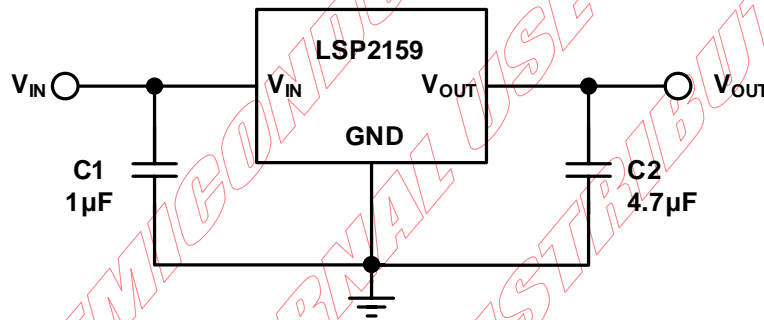 LSP2159
VIN
VIN
VOUT
VOUT
GND
C1
1µF
C2
4.7µF